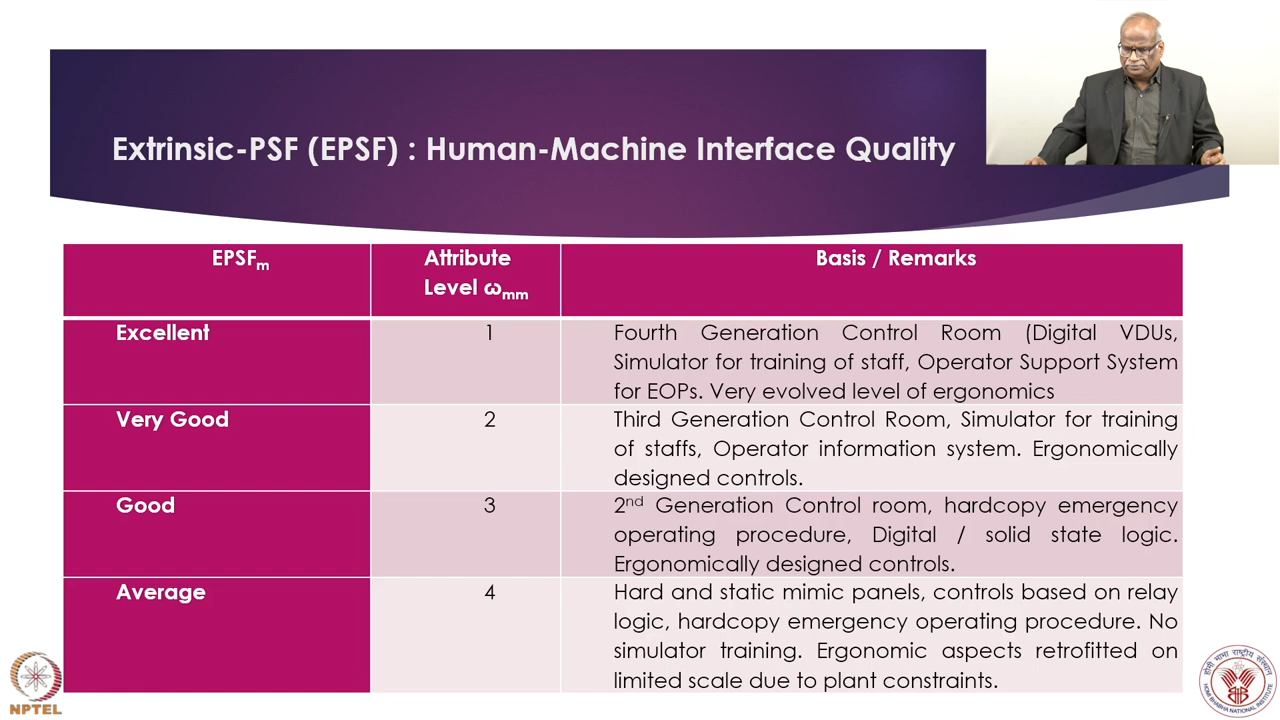 Extrinsic-PSF (EPSF) : Human-Machine Interface Quality
EPSFm
Attribute
Level ωmm
Basis / Remarks
Excellent
1
Fourth Generation Control Room (Digital VDUs,
Simulator for training of staff, Operator Support System
for EOPs. Very evolved level of ergonomics
Very Good
2
Third Generation Control Room, Simulator for training
of staffs, Operator information system. Ergonomically
designed controls.
Good
3
2nd Generation Control room, hardcopy emergency
operating procedure, Digital / solid state logic.
Ergonomically designed controls.
Average
4
Hard and static mimic panels, controls based on relay
logic, hardcopy emergency operating procedure. No
simulator training. Ergonomic aspects retrofitted on
limited scale due to plant constraints.
NPTEL
HOMI BHABHA NATIONAL INSTITUTE